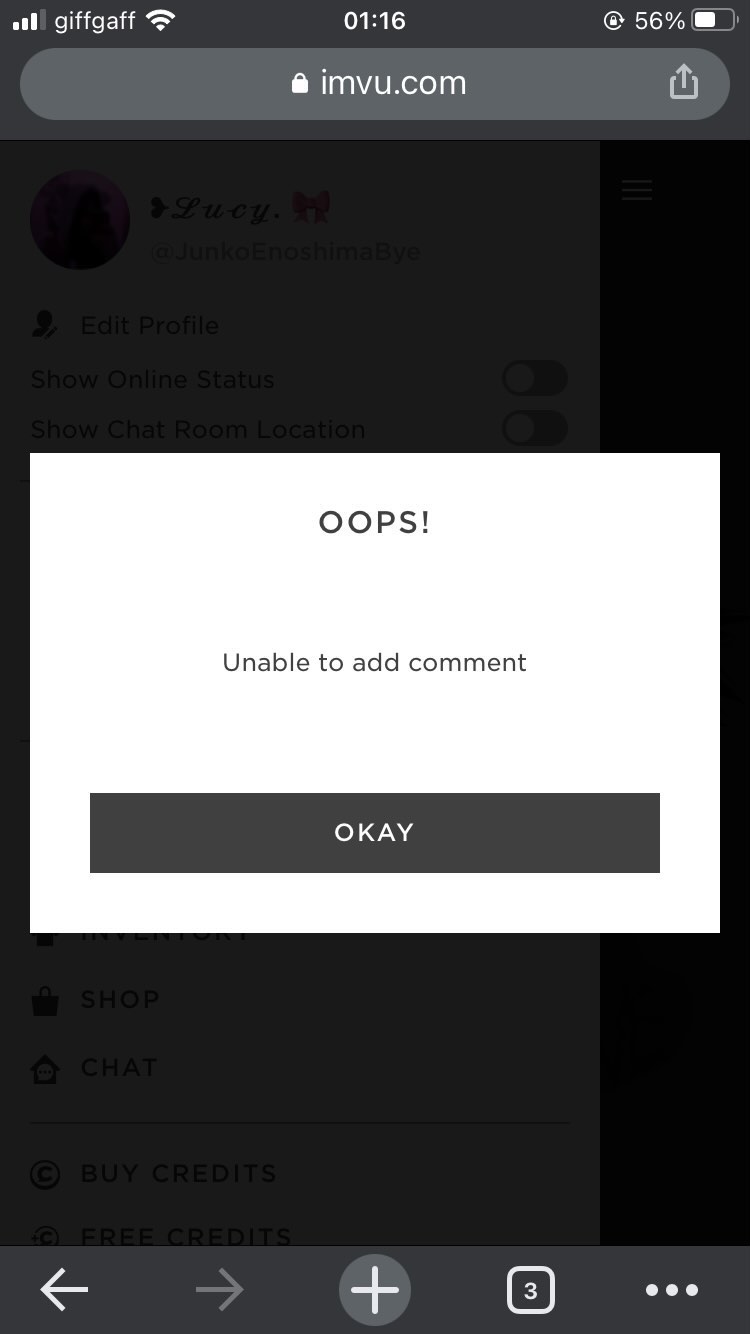 giffgaff 01:16 56%
imvu.com
❥𝓛𝓾𝓬𝔂. 🎀
@JunkoEnoshimaBye
Edit Profile
Show Online Status
Show Chat Room Location
OOPS!
Unable to add comment
OKAY
INVENTORY
SHOP
CHAT
BUY CREDITS
FREE CREDITS
3